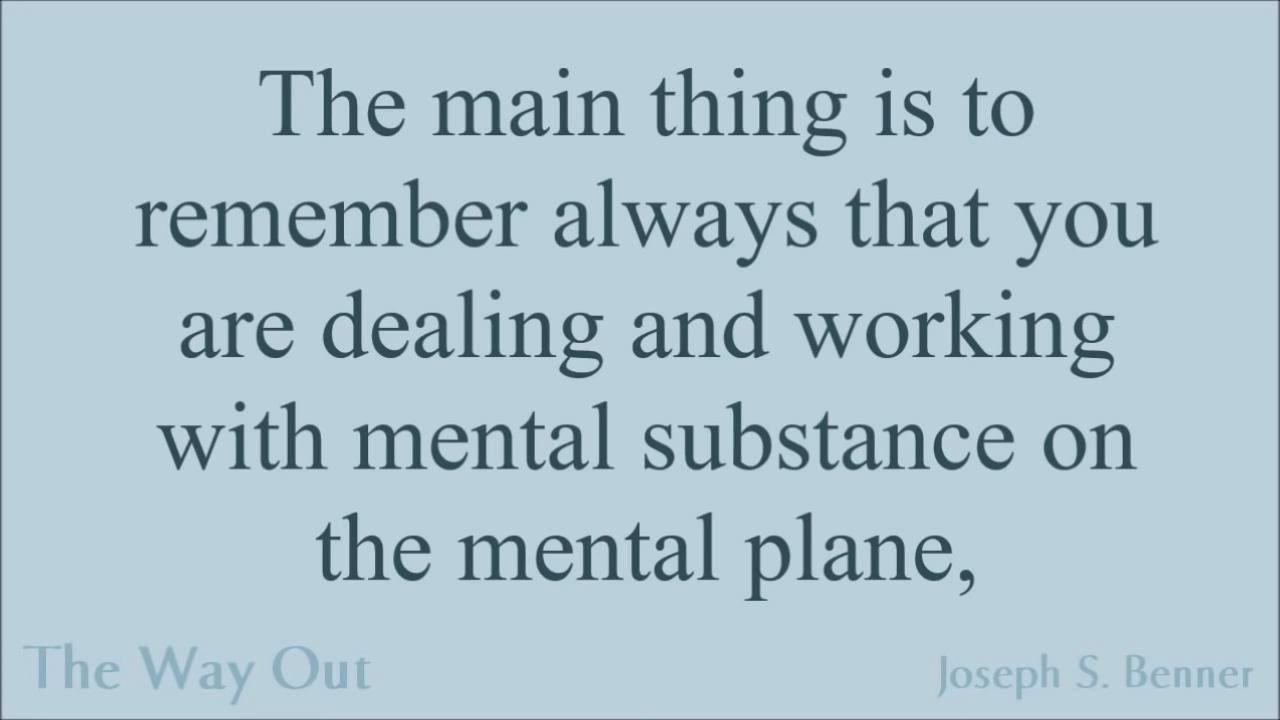 The main thing is to
remember always that you
are dealing and working
with mental substance on
the mental plane,
The Way Out
Joseph S. Benner